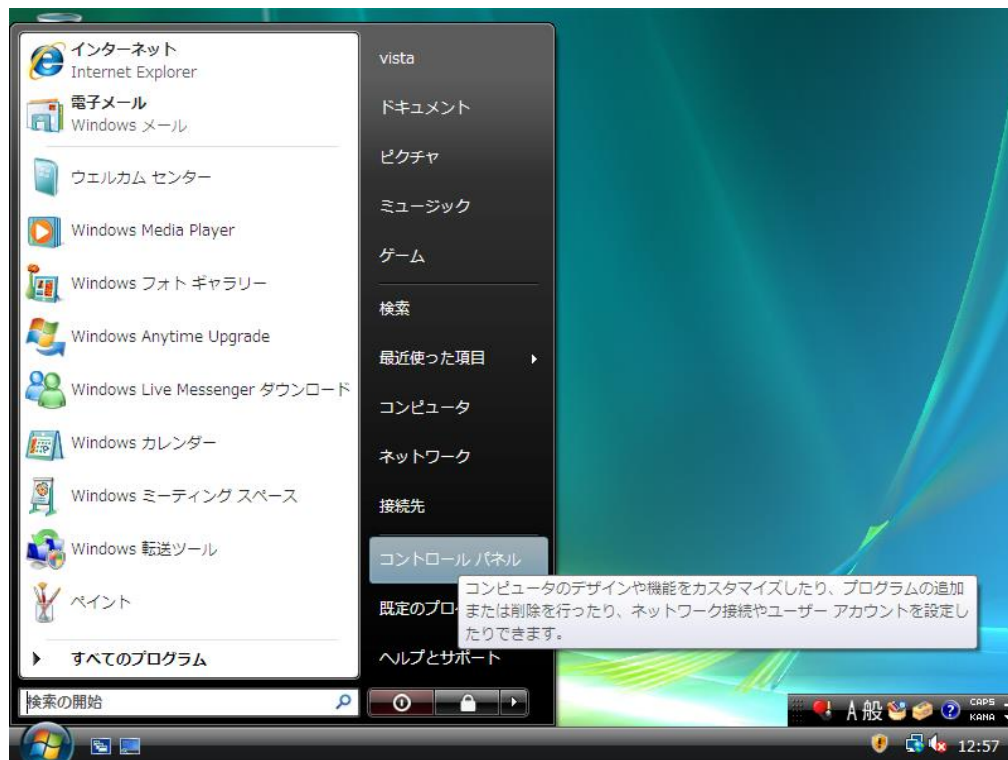 インターネット
Internet Explorer
電子メール
Windows メール
ウェルカム センター
Windows Media Player
Windows フォト ギャラリー
Windows Anytime Upgrade
Windows Live Messenger ダウンロード
Windows カレンダー
Windows ミーティング スペース
Windows 転送ツール
ペイント
すべてのプログラム
検索の開始
vista
ドキュメント
ピクチャ
ミュージック
ゲーム
検索
最近使った項目
コンピュータ
ネットワーク
接続先
コントロール パネル
コンピュータのデザインや機能をカスタマイズしたり、プログラムの追加
または削除を行ったり、ネットワーク接続やユーザー アカウントを設定し
たりできます。
既定のプロ
ヘルプとサポート
A 般
CAPS
KANA
12:57